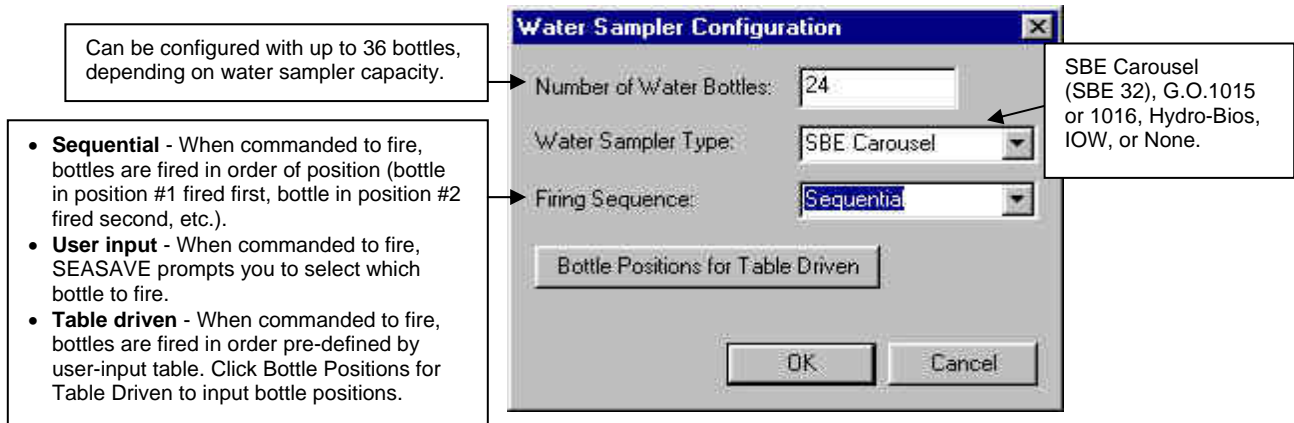 Can be configured with up to 36 bottles,
depending on water sampler capacity.
• Sequential - When commanded to fire,
bottles are fired in order of position (bottle
in position #1 fired first, bottle in position #2
fired second, etc.).
• User input - When commanded to fire,
SEASAVE prompts you to select which
bottle to fire.
• Table driven - When commanded to fire,
bottles are fired in order pre-defined by
user-input table. Click Bottle Positions for
Table Driven to input bottle positions.
Water Sampler Configuration
Number of Water Bottles: 24
Water Sampler Type: SBE Carousel
Firing Sequence: Sequential
Bottle Positions for Table Driven
OK Cancel
SBE Carousel
(SBE 32), G.O.1015
or 1016, Hydro-Bios,
IOW, or None.